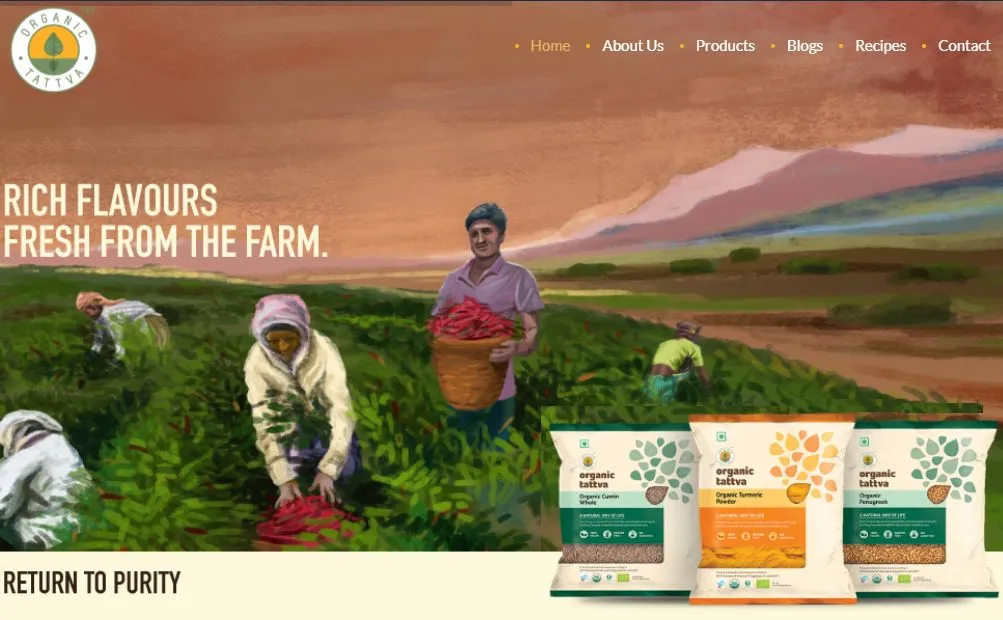 ORGANIC
TATTVA
Home
About Us
Products
Blogs
Recipes
Contact
RICH FLAVOURS
FRESH FROM THE FARM.
organic
tattva
Organic Cumin
Whole
A NATURAL WAY OF LIFE
organic
tattva
Organic Turmeric
Powder
A NATURAL WAY OF LIFE
organic
tattva
Organic
Fenugreek
A NATURAL WAY OF LIFE
RETURN TO PURITY